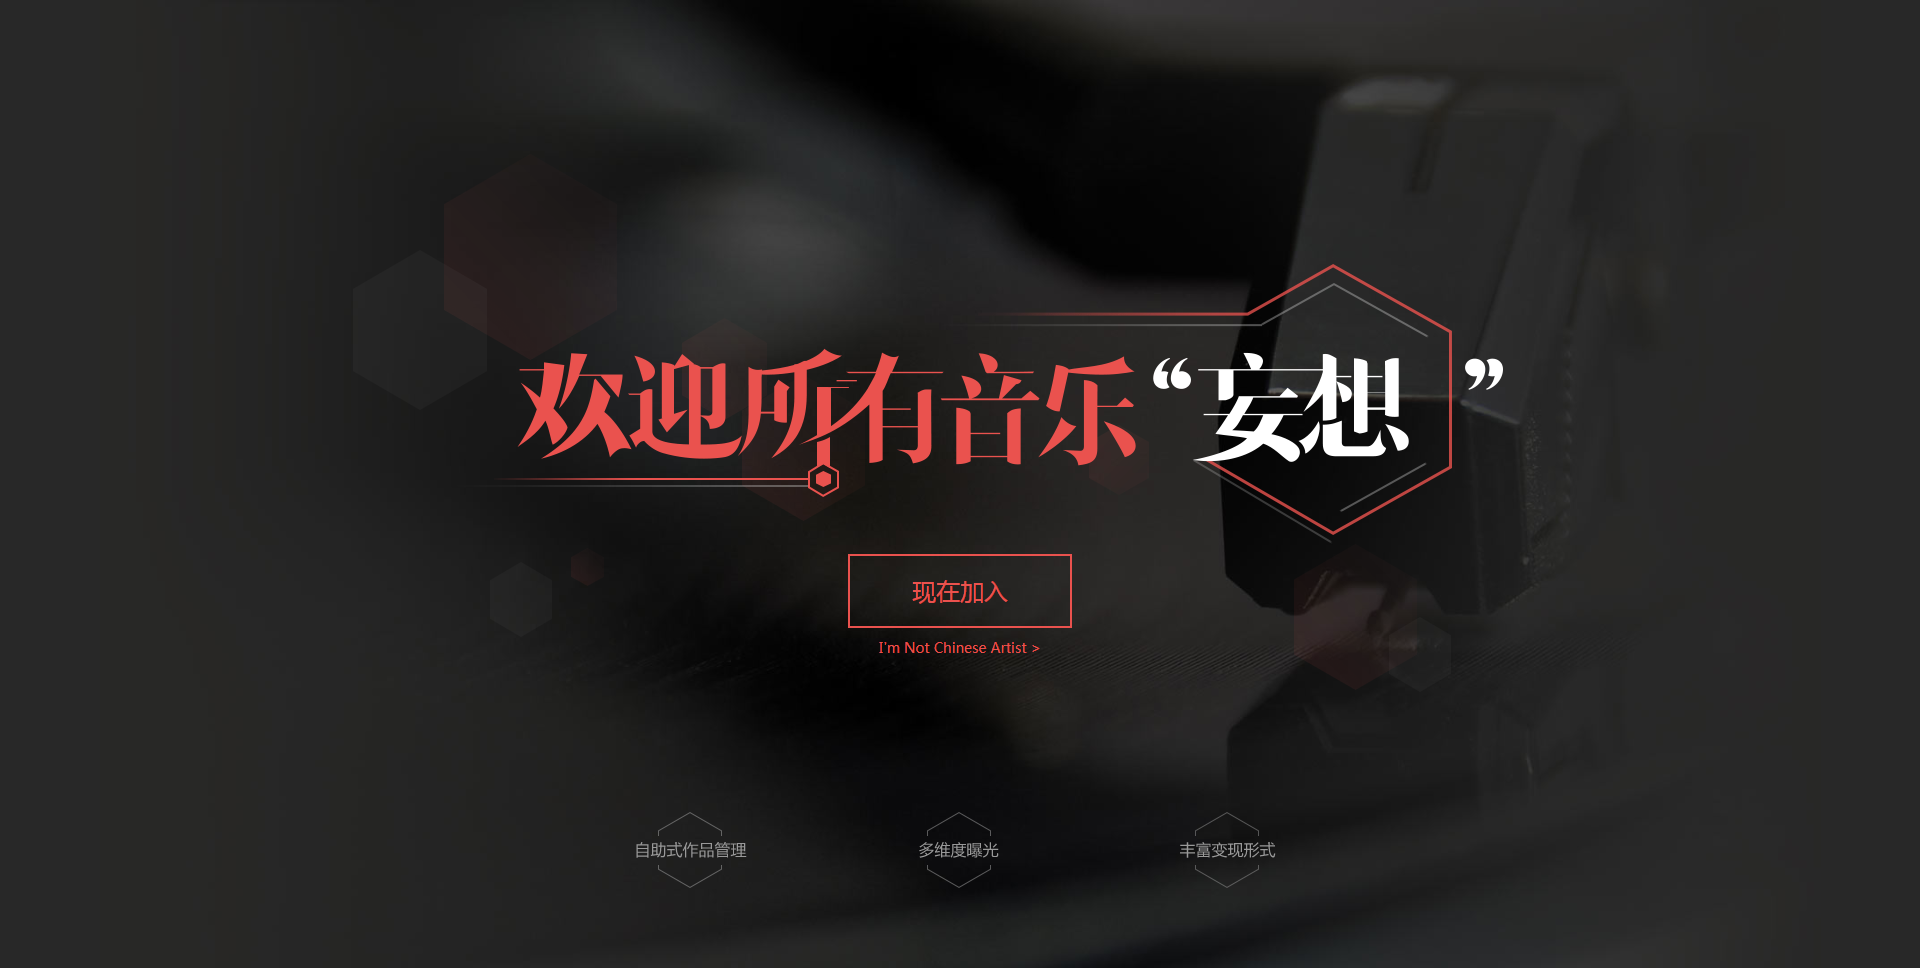 欢迎所有音乐“妄想”
现在加入
I'm Not Chinese Artist >
自助式作品管理
多维度曝光
丰富变现形式